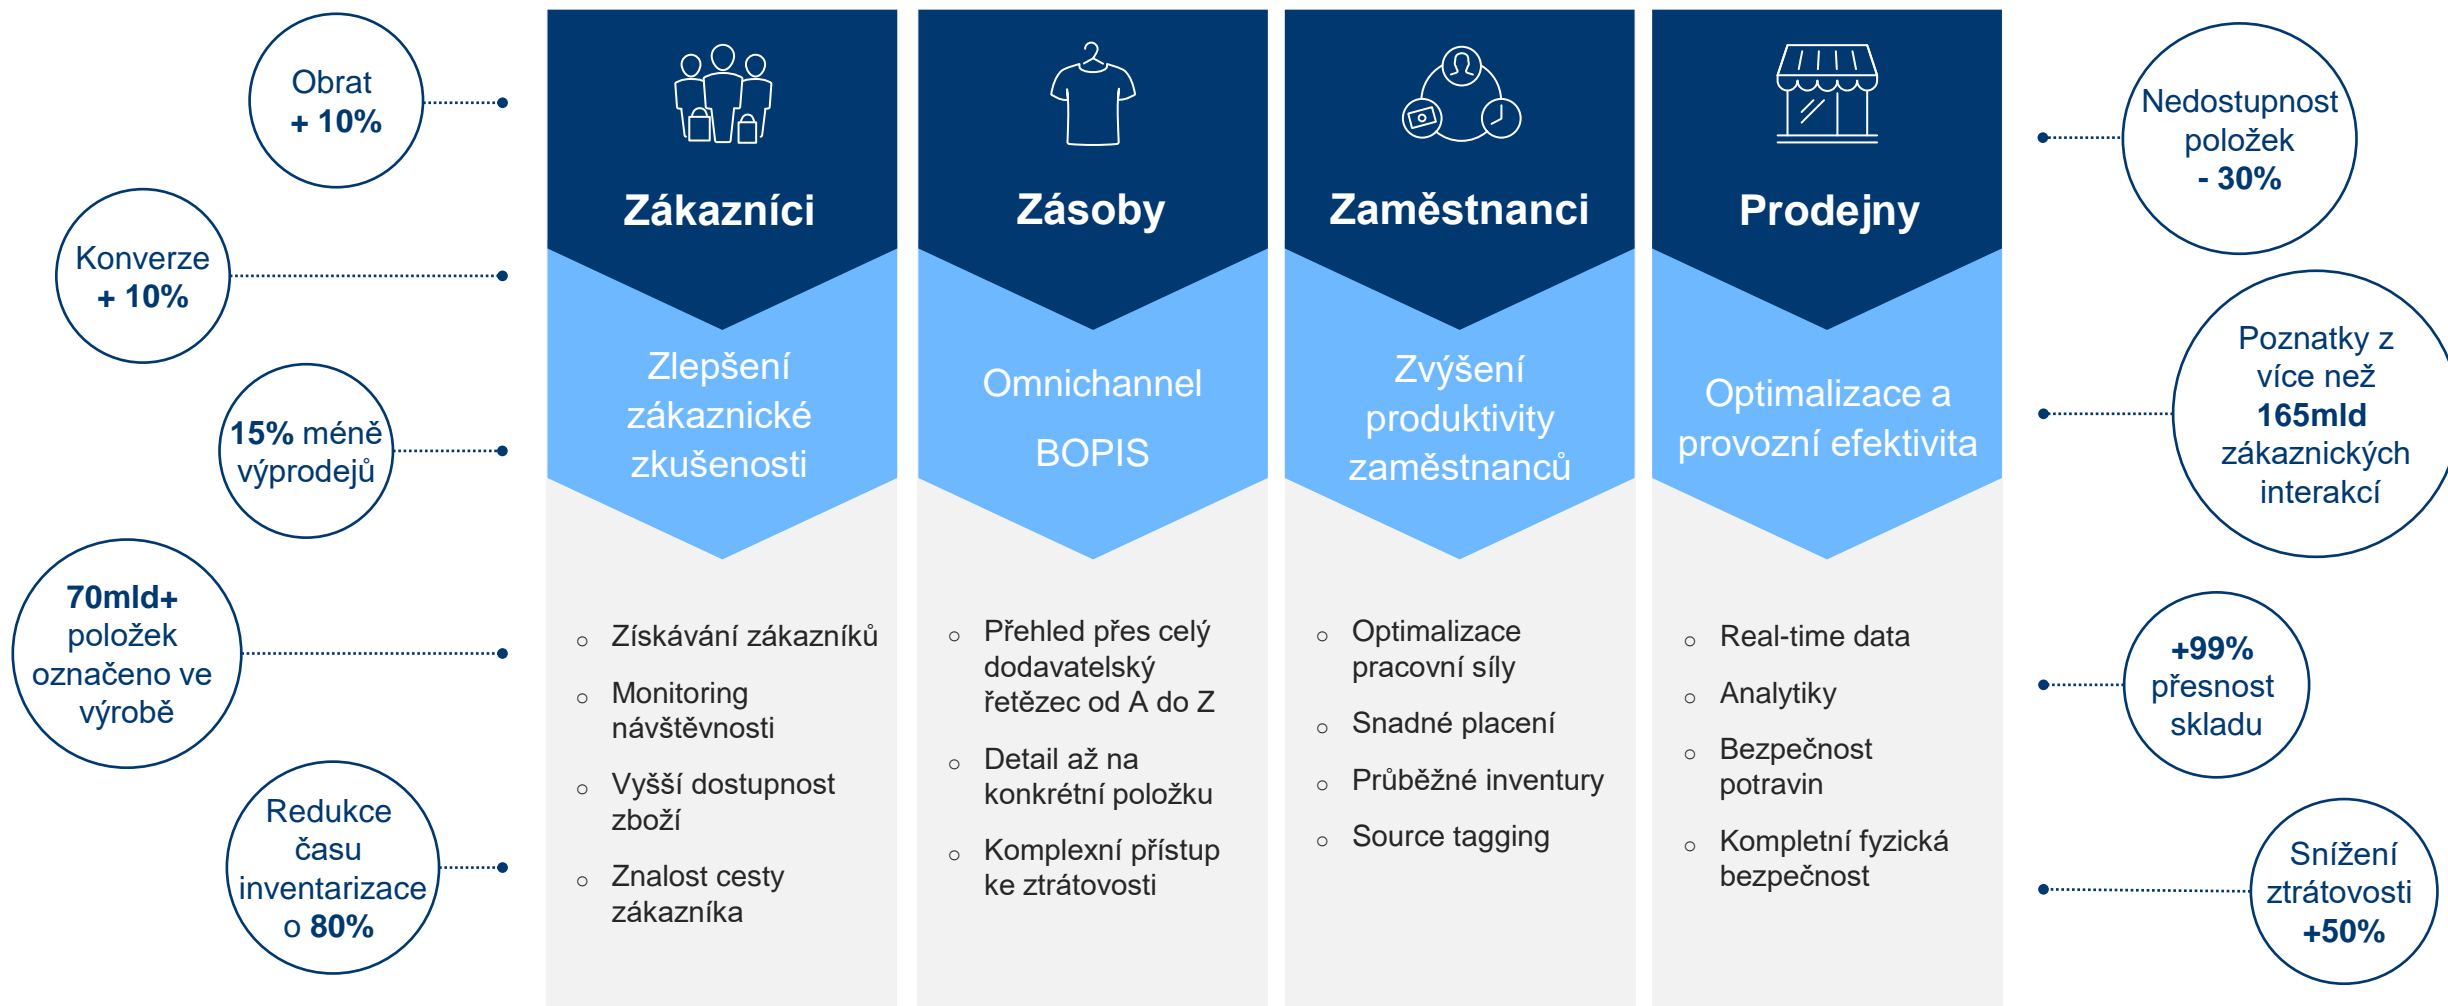 Obrat
+ 10%
Konverze
+ 10%
15% méně
výprodejů
70mld+
položek
označeno ve
výrobě
Redukce
času
inventarizace
o 80%
Zákazníci
Zlepšení
zákaznické
zkušenosti
Získávání zákazníků
Monitoring
návštěvnosti
Vyšší dostupnost
zboží
Znalost cesty
zákazníka
Zásoby
Omnichannel
BOPIS
Přehled přes celý
dodavatelský
řetězec od A do Z
Detail až na
konkrétní položku
Komplexní přístup
ke ztrátovosti
Zaměstnanci
Zvýšení
produktivity
zaměstnanců
Optimalizace
pracovní síly
Snadné placení
Průběžné inventury
Source tagging
Prodejny
Optimalizace a
provozní efektivita
Real-time data
Analytiky
Bezpečnost
potravin
Kompletní fyzická
bezpečnost
Nedostupnost
položek
- 30%
Poznatky z
více než
165mld
zákaznických
interakcí
+99%
přesnost
skladu
Snížení
ztrátovosti
+50%